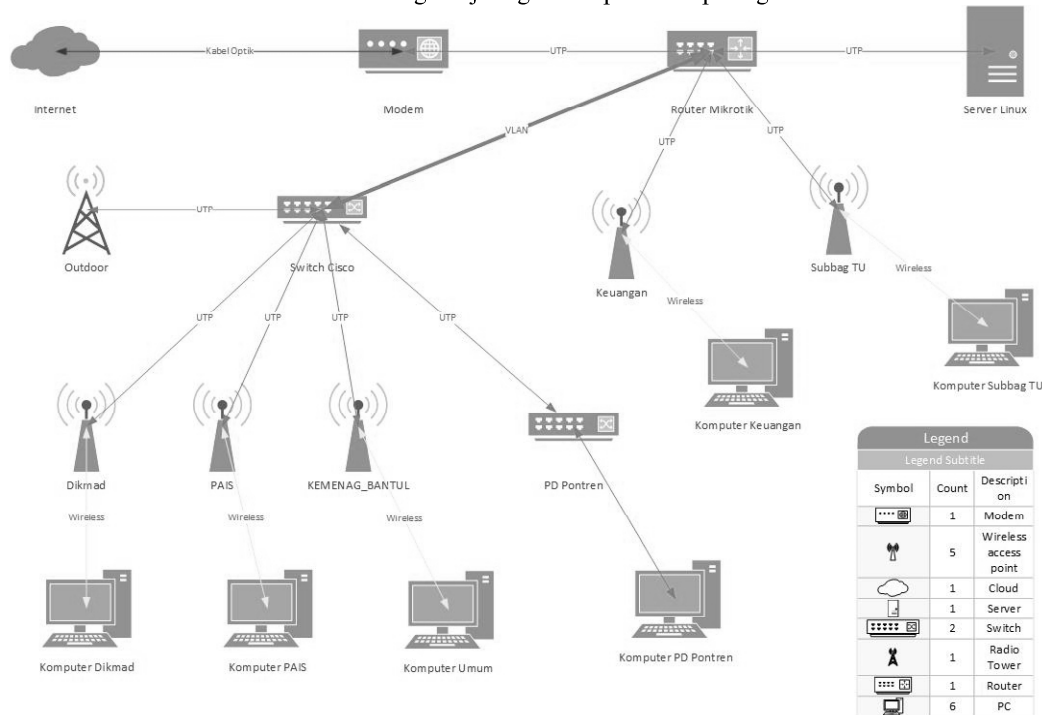 Kabel Optik
UTP
UTP
Internet
Modem
Router Mikrotik
Server Linux
VLAN
UTP
UTP
UTP
Outdoor
Switch Cisco
Keuangan
Subbag TU
Wireless
Wireless
UTP
UTP
UTP
UTP
Komputer Subbag TU
Komputer Keuangan
Dikmad
PAIS
KEMENAG_BANTUL
PD Pontren
Wireless
Wireless
Wireless
Komputer Dikmad
Komputer PAIS
Komputer Umum
Komputer PD Pontren
Legend
Legend Subtitle
Symbol Count Descripti
on
1 Modem
5 Wireless
access
point
1 Cloud
1 Server
2 Switch
1 Radio
Tower
1 Router
6 PC